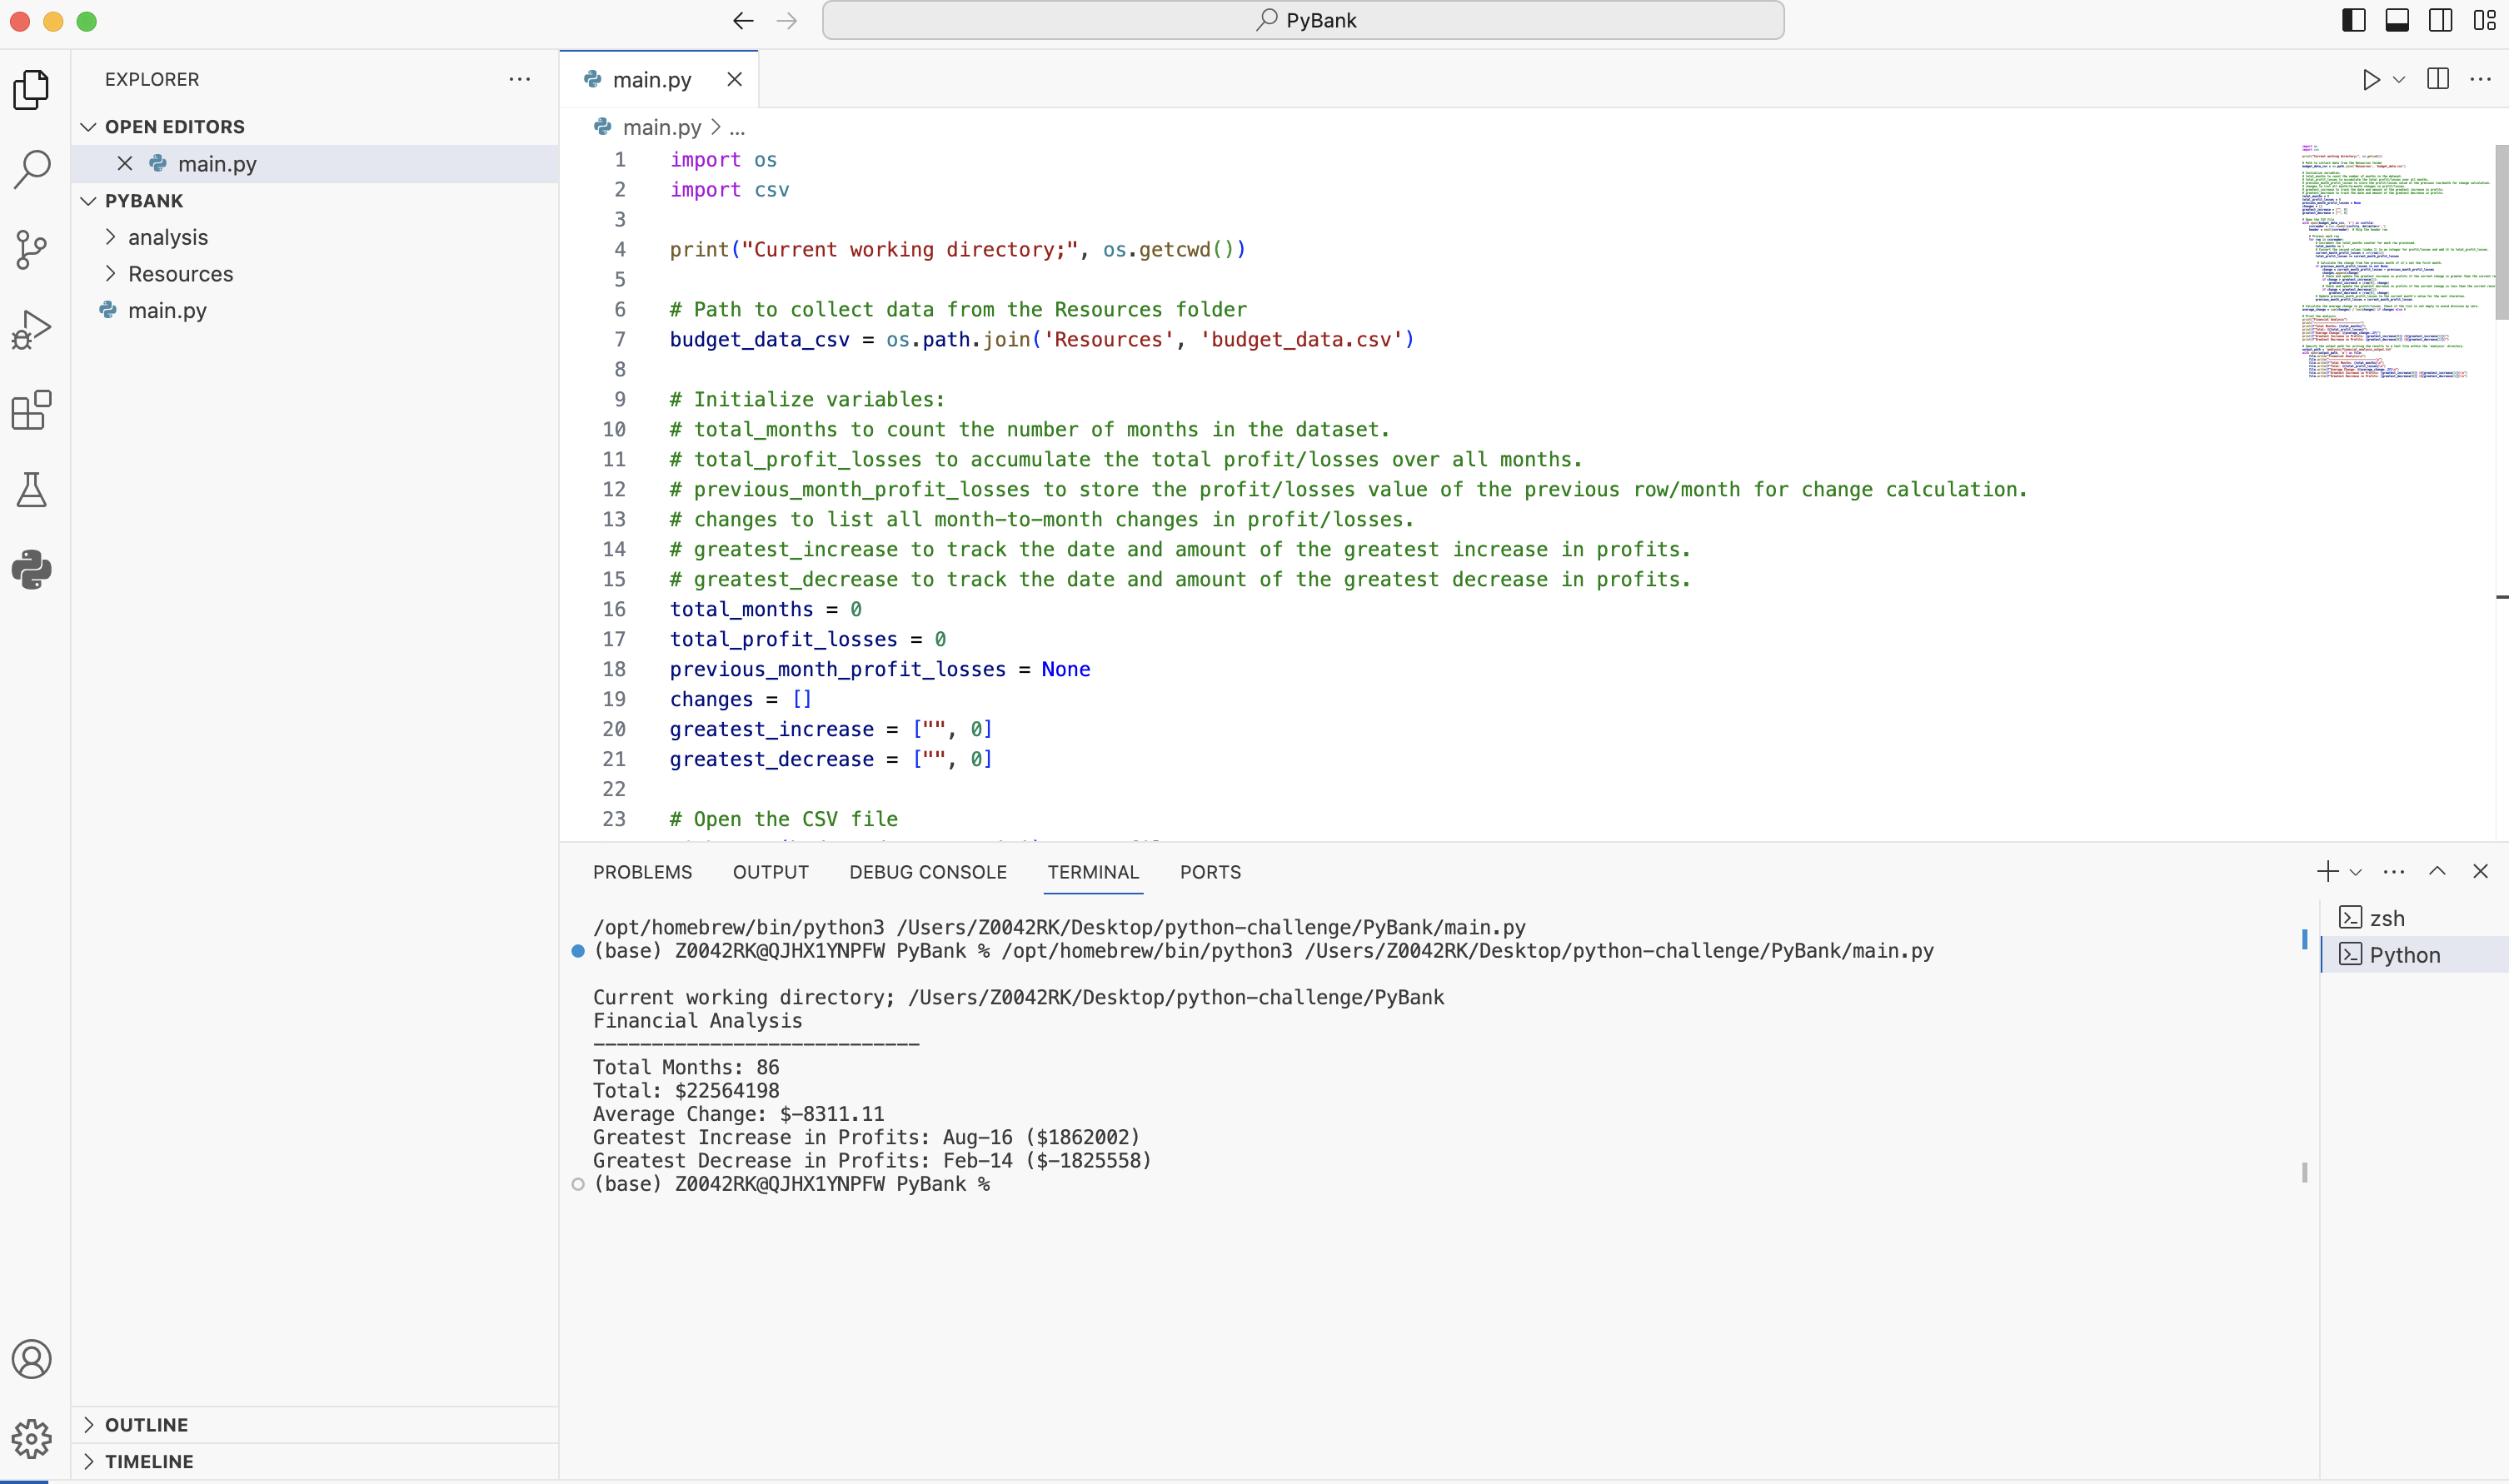 PyBank
EXPLORER
OPEN EDITORS
main.py
PYBANK
analysis
Resources
main.py
OUTLINE
TIMELINE
main.py
main.py > ...
1 import os
2 import csv
3
4 print("Current working directory;", os.getcwd())
5
6 # Path to collect data from the Resources folder
7 budget_data_csv = os.path.join('Resources', 'budget_data.csv')
8
9 # Initialize variables:
10 # total_months to count the number of months in the dataset.
11 # total_profit_losses to accumulate the total profit/losses over all months.
12 # previous_month_profit_losses to store the profit/losses value of the previous row/month for change calculation.
13 # changes to list all month-to-month changes in profit/losses.
14 # greatest_increase to track the date and amount of the greatest increase in profits.
15 # greatest_decrease to track the date and amount of the greatest decrease in profits.
16 total_months = 0
17 total_profit_losses = 0
18 previous_month_profit_losses = None
19 changes = []
20 greatest_increase = ["", 0]
21 greatest_decrease = ["", 0]
22
23 # Open the CSV file
PROBLEMS OUTPUT DEBUG CONSOLE TERMINAL PORTS
/opt/homebrew/bin/python3 /Users/Z0042RK/Desktop/python-challenge/PyBank/main.py
(base) Z0042RK@QJHX1YNPFW PyBank % /opt/homebrew/bin/python3 /Users/Z0042RK/Desktop/python-challenge/PyBank/main.py
Current working directory; /Users/Z0042RK/Desktop/python-challenge/PyBank
Financial Analysis
----------------------------
Total Months: 86
Total: $22564198
Average Change: $-8311.11
Greatest Increase in Profits: Aug-16 ($1862002)
Greatest Decrease in Profits: Feb-14 ($-1825558)
(base) Z0042RK@QJHX1YNPFW PyBank %
zsh
Python